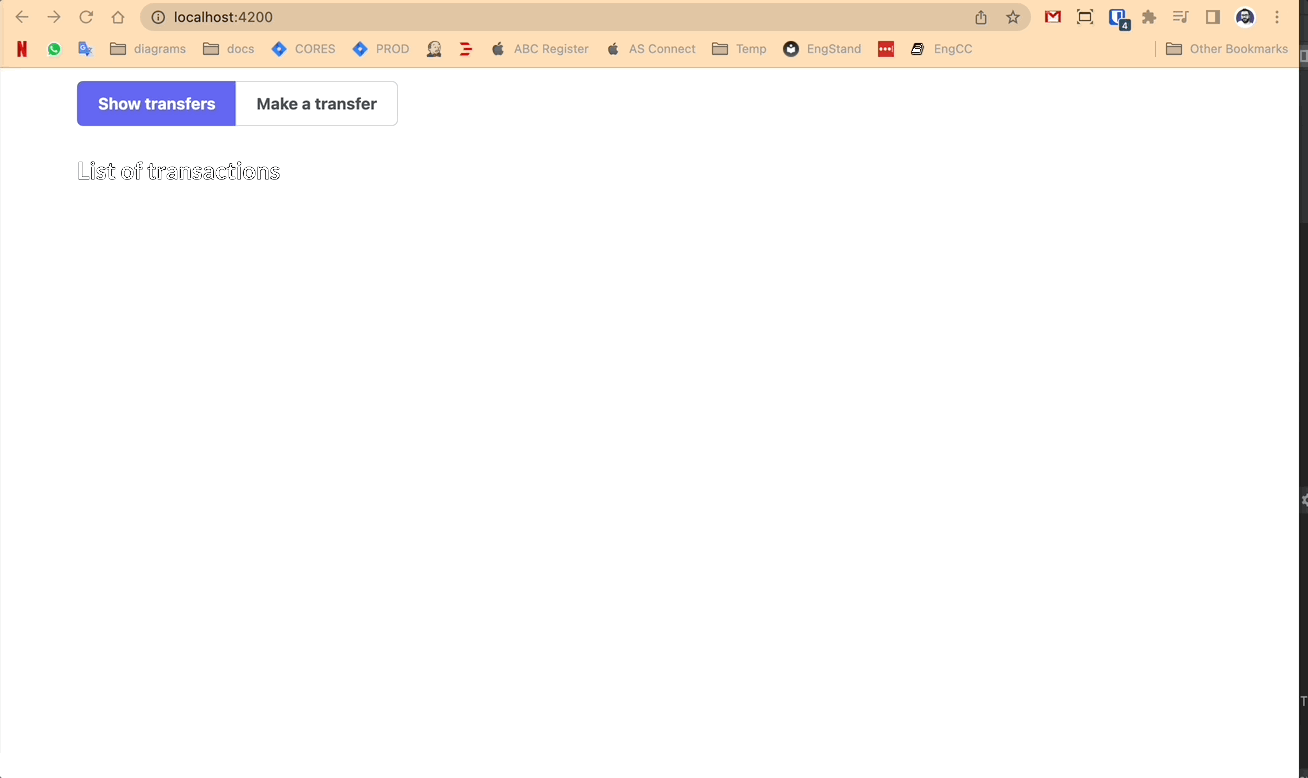 localhost:4200
4
N diagrams docs CORES PROD ABC Register AS Connect Temp EngStand EngCC Other Bookmarks
Show transfers Make a transfer
List of transactions
T